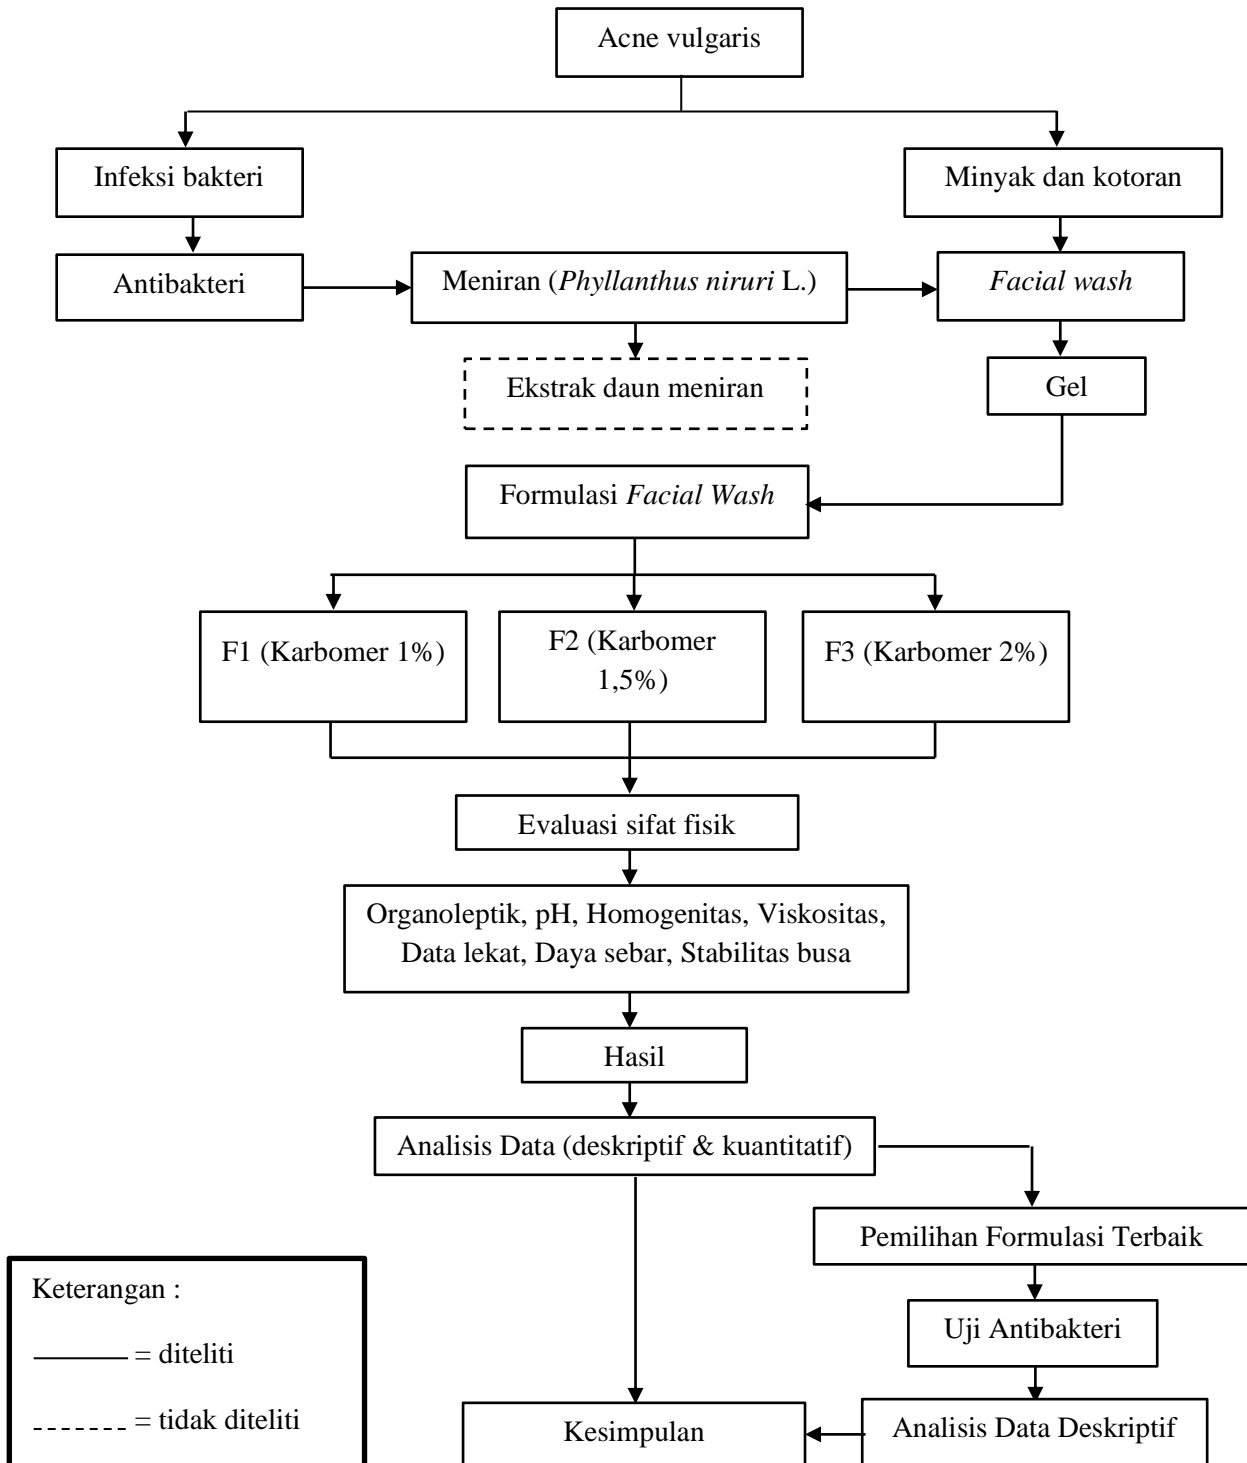 Acne vulgaris
Infeksi bakteri
Minyak dan kotoran
Antibakteri
Meniran (Phyllanthus niruri L.)
Facial wash
Ekstrak daun meniran
Gel
Formulasi Facial Wash
F1 (Karbomer 1%)
F2 (Karbomer
1,5%)
F3 (Karbomer 2%)
Evaluasi sifat fisik
Organoleptik, pH, Homogenitas, Viskositas,
Data lekat, Daya sebar, Stabilitas busa
Hasil
Analisis Data (deskriptif & kuantitatif)
Pemilihan Formulasi Terbaik
Uji Antibakteri
Analisis Data Deskriptif
Kesimpulan
Keterangan :
= diteliti
= tidak diteliti